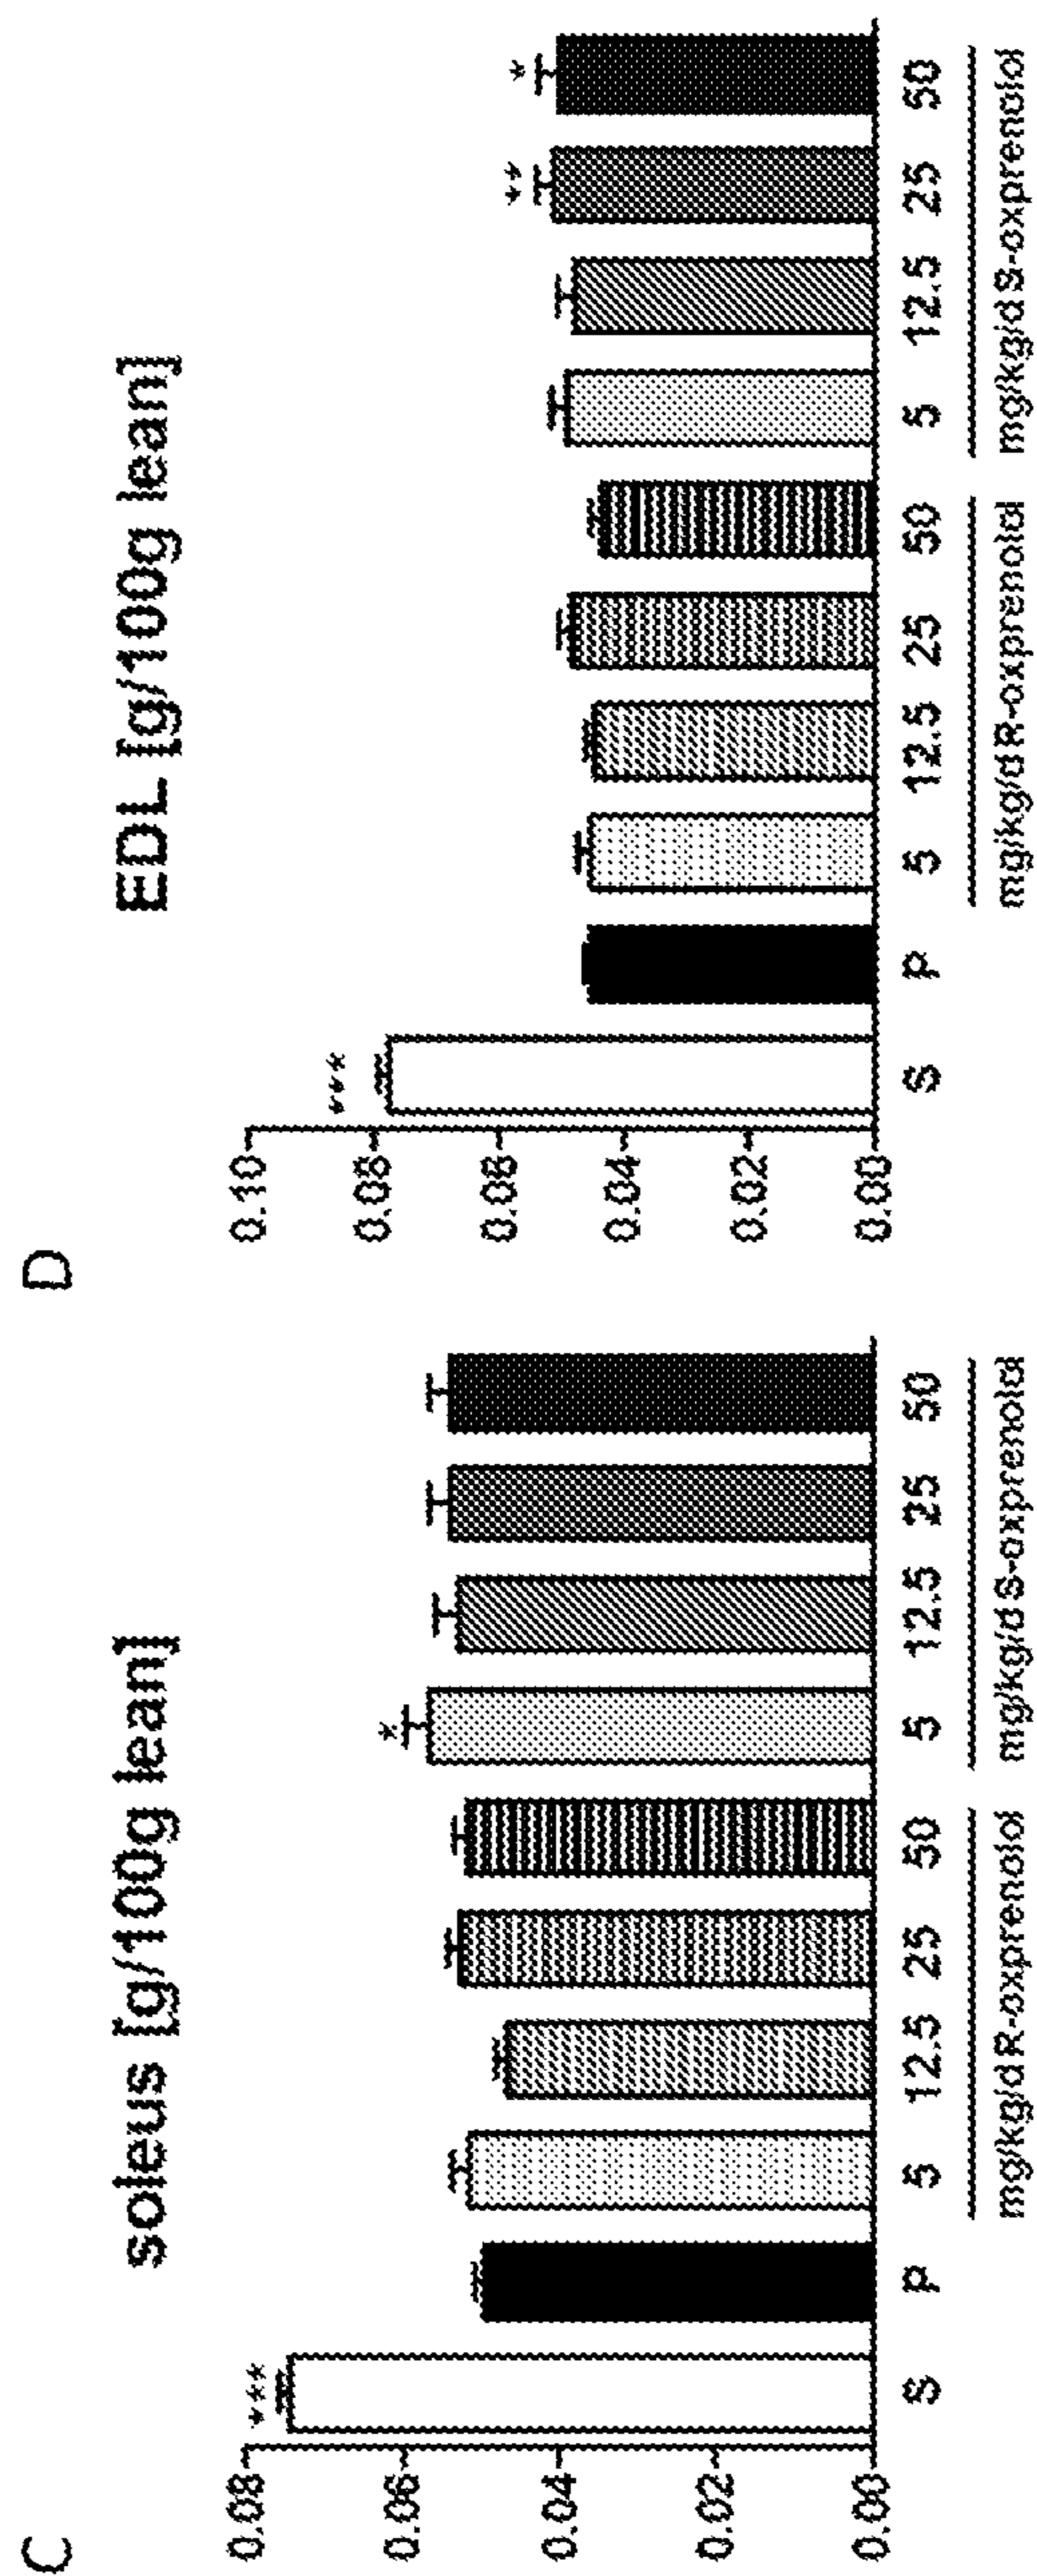 C
soleus [g/100g lean]
0.08
0.06
0.04
0.02
0.00
***
*
S P 5 12.5 25 50 5 12.5 25 50
mg/kg/d R-oxprenolol mg/kg/d S-oxprenolol
D
EDL [g/100g lean]
0.10
0.08
0.06
0.04
0.02
0.00
***
**
*
S P 5 12.5 25 50 5 12.5 25 50
mg/kg/d R-oxprenolol mg/kg/d S-oxprenolol